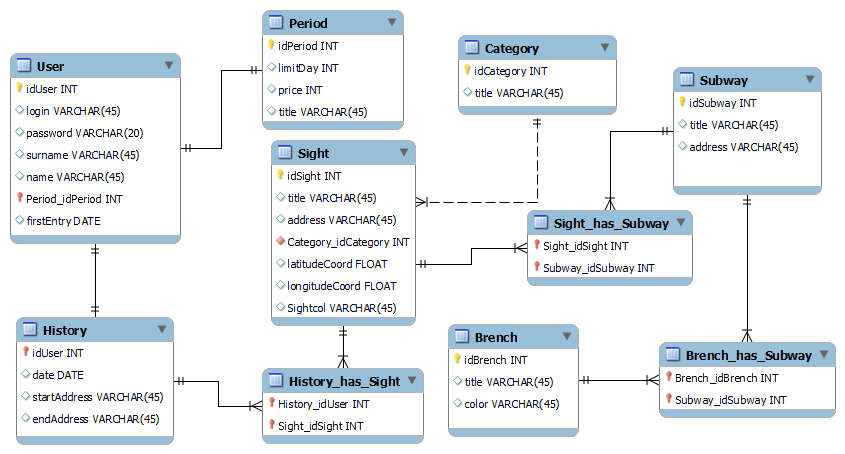 User
idUser INT
login VARCHAR(45)
password VARCHAR(20)
surname VARCHAR(45)
name VARCHAR(45)
Period_idPeriod INT
firstEntry DATE
Period
idPeriod INT
limitDay INT
price INT
title VARCHAR(45)
Category
idCategory INT
title VARCHAR(45)
Subway
idSubway INT
title VARCHAR(45)
address VARCHAR(45)
Sight
idSight INT
title VARCHAR(45)
address VARCHAR(45)
Category_idCategory INT
latitudeCoord FLOAT
longitudeCoord FLOAT
Sightcol VARCHAR(45)
Sight_has_Subway
Sight_idSight INT
Subway_idSubway INT
History
idUser INT
date DATE
startAddress VARCHAR(45)
endAddress VARCHAR(45)
History_has_Sight
History_idUser INT
Sight_idSight INT
Brench
idBrench INT
title VARCHAR(45)
color VARCHAR(45)
Brench_has_Subway
Brench_idBrench INT
Subway_idSubway INT